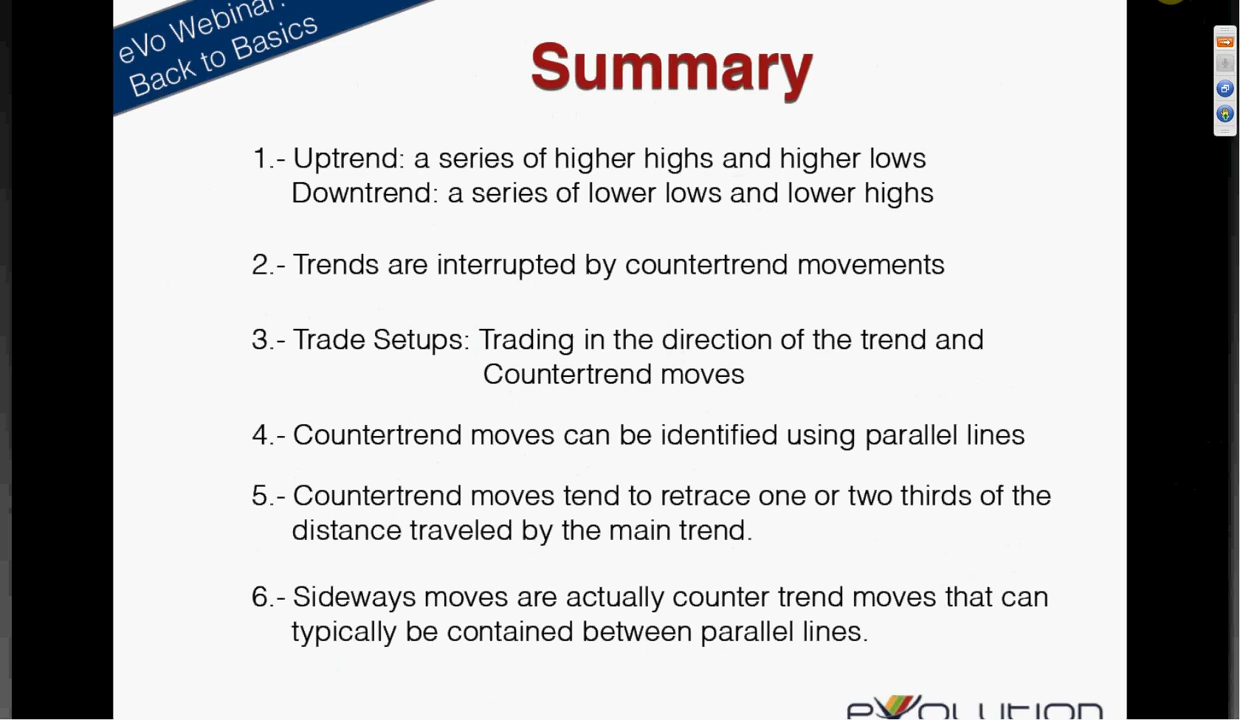 eVo Webinar:
Back to Basics
Summary
1.- Uptrend: a series of higher highs and higher lows
Downtrend: a series of lower lows and lower highs
2.- Trends are interrupted by countertrend movements
3.- Trade Setups: Trading in the direction of the trend and
Countertrend moves
4.- Countertrend moves can be identified using parallel lines
5.- Countertrend moves tend to retrace one or two thirds of the
distance traveled by the main trend.
6.- Sideways moves are actually counter trend moves that can
typically be contained between parallel lines.
eVolution